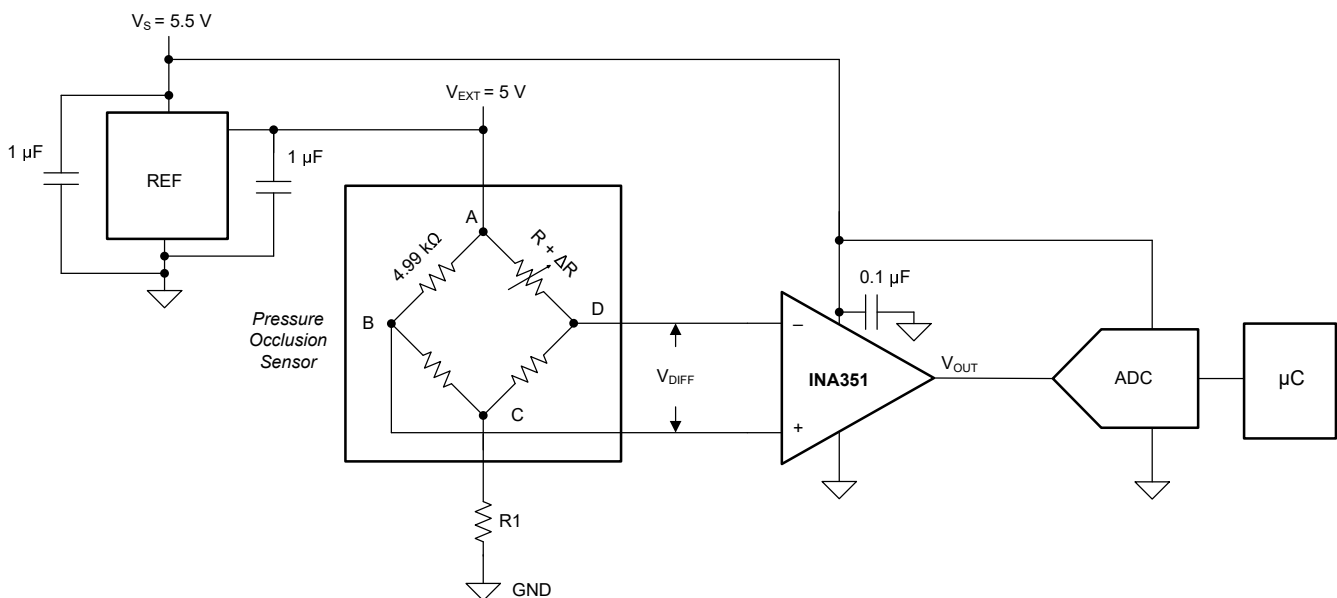 V_S = 5.5 V
V_EXT = 5 V
1 µF
REF
1 µF
A
4.99 kΩ
R + ΔR
B
D
C
Pressure
Occlusion
Sensor
R1
GND
V_DIFF
–
+
INA351
0.1 µF
V_OUT
ADC
µC